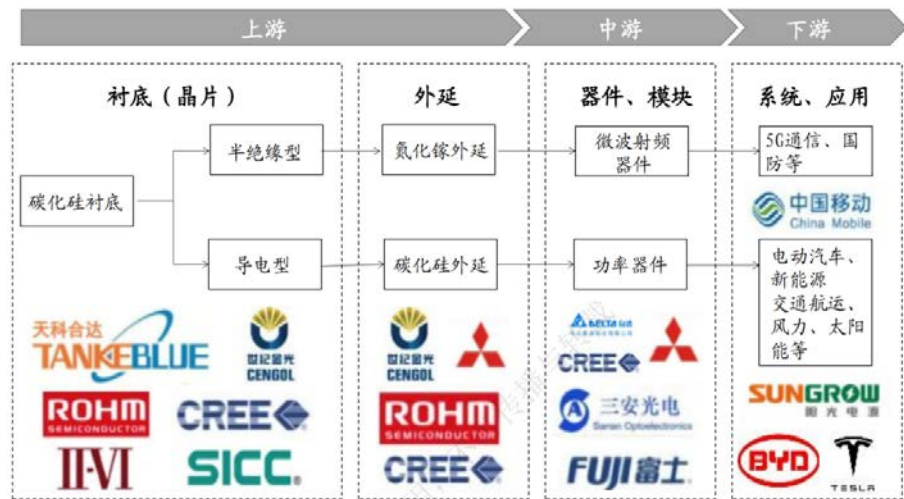 上游
中游
下游
衬底（晶片）
外延
器件、模块
系统、应用
碳化硅衬底
半绝缘型
导电型
氮化镓外延
碳化硅外延
微波射频
器件
功率器件
5G通信、国
防等
中国移动
China Mobile
电动汽车、
新能源
交通航运、
风力、太阳
能等
天科合达
TANKEBLUE
世纪金光
CENGOL
ROHM
SEMICONDUCTOR
CREE
II-VI
SICC
世纪金光
CENGOL
ROHM
SEMICONDUCTOR
CREE
DELTA
CREE
三安光电
Sanan Optoelectronics
FUJI富士
SUNGROW
阳光电源
BYD
TESLA